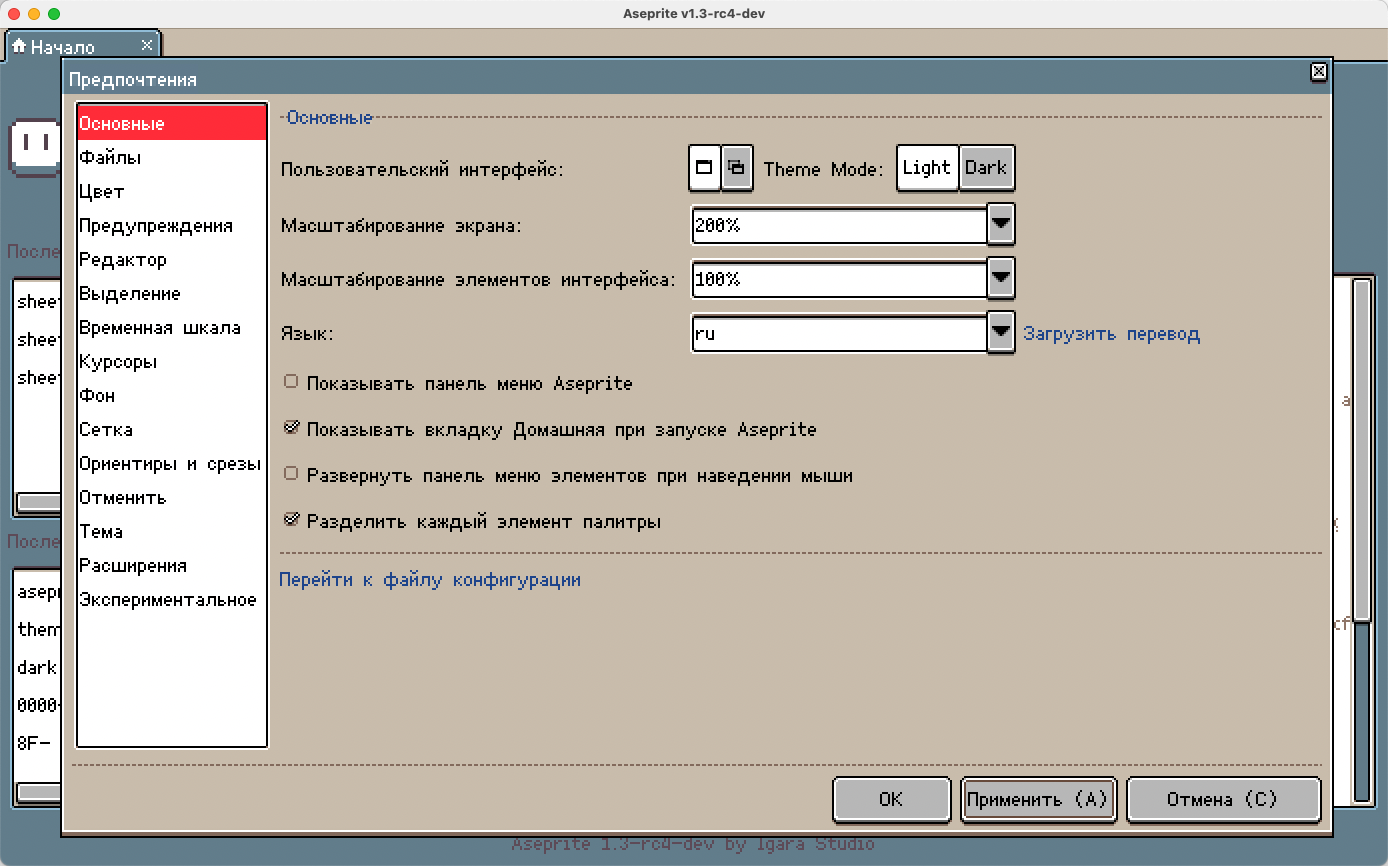 Aseprite v1.3-rc4-dev
Начало
Предпочтения
Основные
Файлы
Цвет
Предупреждения
Редактор
Выделение
Временная шкала
Курсоры
Фон
Сетка
Ориентиры и срезы
Отменить
Тема
Расширения
Экспериментальное
Основные
Пользовательский интерфейс: Theme Mode: Light Dark
Масштабирование экрана: 200%
Масштабирование элементов интерфейса: 100%
Язык: ru Загрузить перевод
Показывать панель меню Aseprite
Показывать вкладку Домашняя при запуске Aseprite
Развернуть панель меню элементов при наведении мыши
Разделить каждый элемент палитры
Перейти к файлу конфигурации
OK Применить (A) Отмена (C)
После
sheet
sheet
sheet
После
asep
them
dark
0000-
8F-
Aseprite 1.3-rc4-dev by Igara Studio